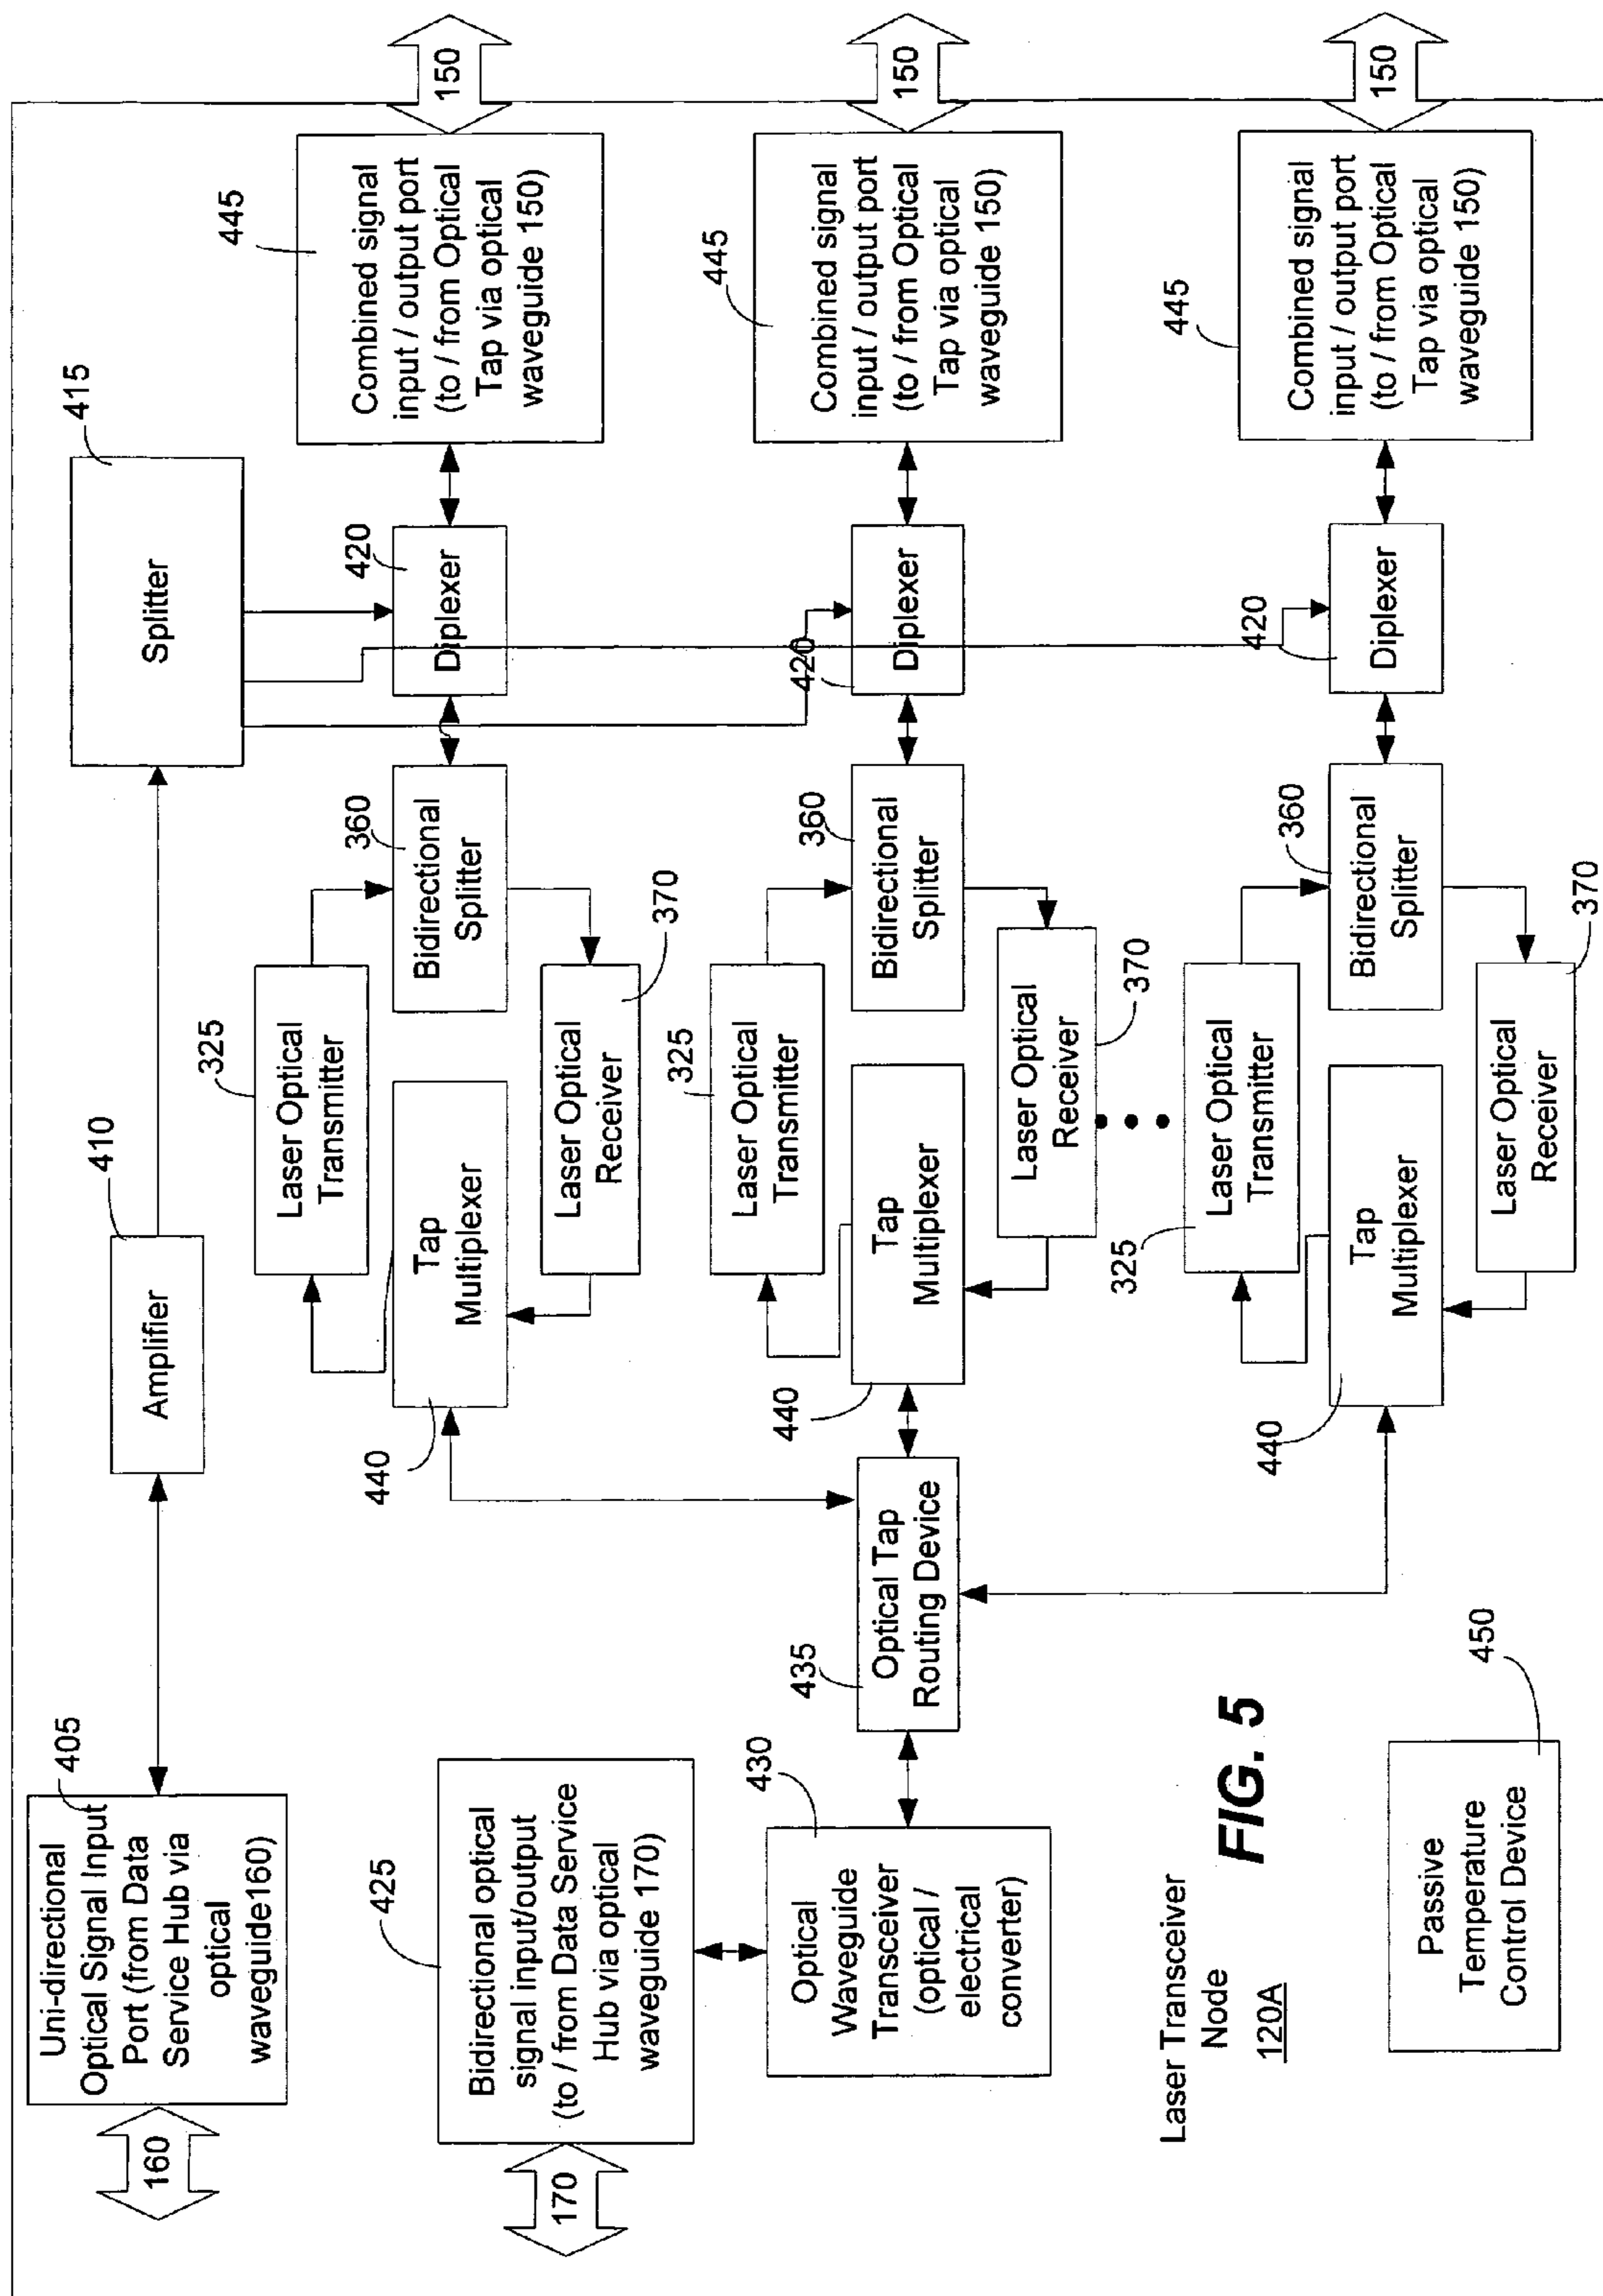 160
Uni-directional
Optical Signal Input
Port (from Data
Service Hub via
optical
waveguide160)
405
Amplifier
410
Splitter
415
170
Bidirectional optical
signal input/output
(to / from Data Service
Hub via optical
waveguide 170)
425
Optical
Waveguide
Transceiver
(optical /
electrical
converter)
430
Optical Tap
Routing Device
435
Tap
Multiplexer
440
Laser Optical
Transmitter
325
Laser Optical
Receiver
370
Bidirectional
Splitter
360
Diplexer
420
Combined signal
input / output port
(to / from Optical
Tap via optical
waveguide 150)
445
150
Tap
Multiplexer
440
Laser Optical
Transmitter
325
Laser Optical
Receiver
370
Bidirectional
Splitter
360
Diplexer
420
Combined signal
input / output port
(to / from Optical
Tap via optical
waveguide 150)
445
150
Tap
Multiplexer
440
Laser Optical
Transmitter
325
Laser Optical
Receiver
370
Bidirectional
Splitter
360
Diplexer
420
Combined signal
input / output port
(to / from Optical
Tap via optical
waveguide 150)
445
150
Laser Transceiver
Node
120A
FIG. 5
Passive
Temperature
Control Device
450